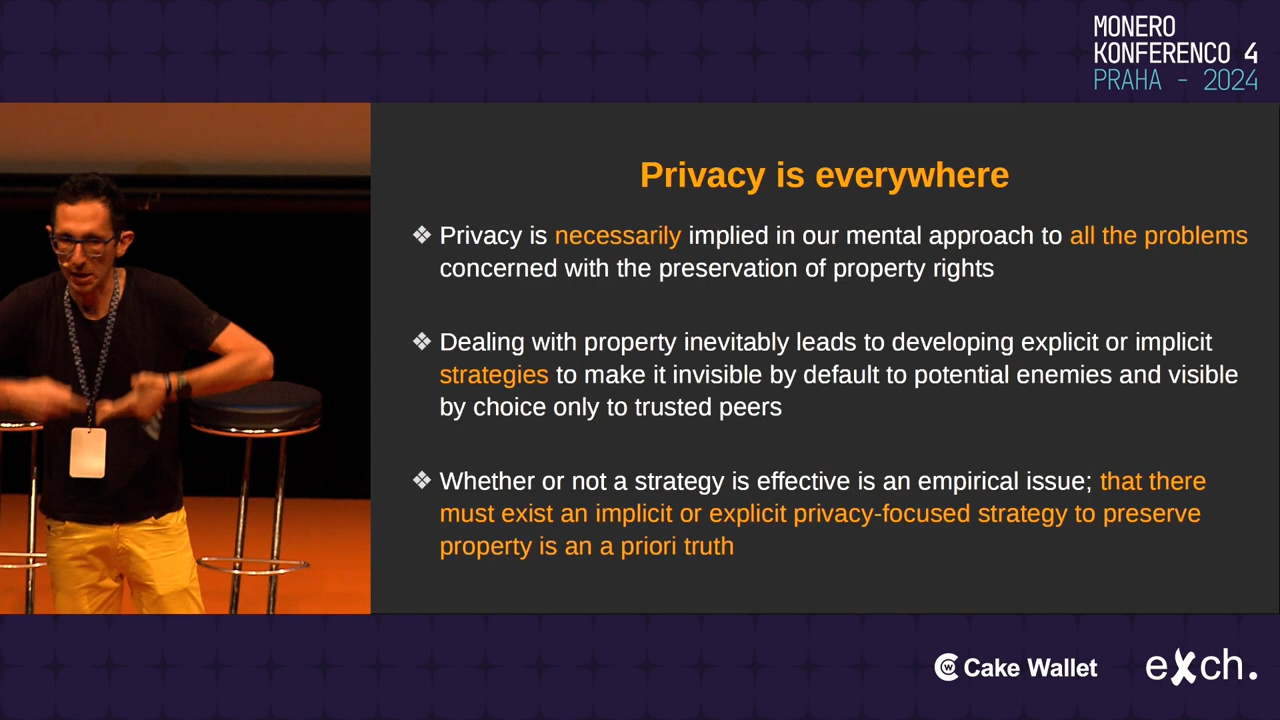 MONERO
KONFERENCO 4
PRAHA - 2024
Privacy is everywhere
❖ Privacy is necessarily implied in our mental approach to all the problems
concerned with the preservation of property rights
❖ Dealing with property inevitably leads to developing explicit or implicit
strategies to make it invisible by default to potential enemies and visible
by choice only to trusted peers
❖ Whether or not a strategy is effective is an empirical issue; that there
must exist an implicit or explicit privacy-focused strategy to preserve
property is an a priori truth
Cake Wallet
eXch.